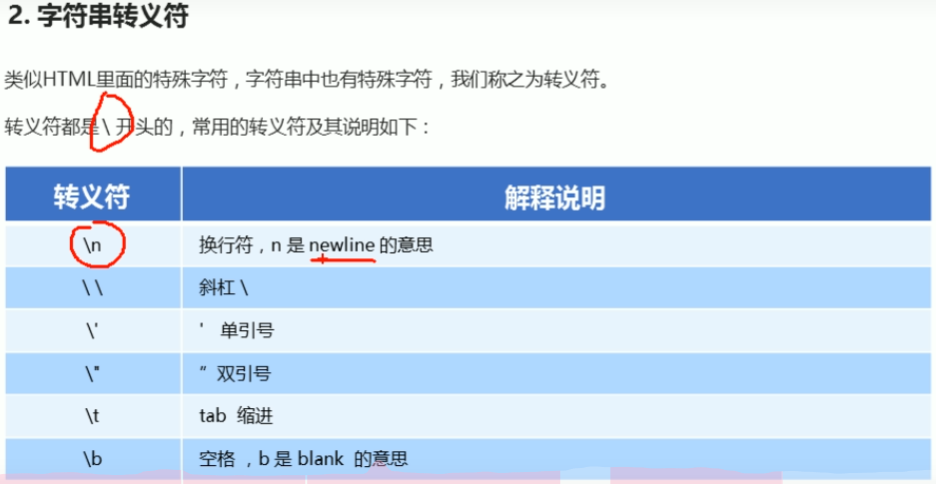 2. 字符串转义符
类似HTML里面的特殊字符，字符串中也有特殊字符，我们称之为转义符。
转义符都是 \ 开头的，常用的转义符及其说明如下：
转义符 解释说明
\n 换行符，n 是 newline 的意思
\ \ 斜杠 \
\' ' 单引号
\" ”双引号
\t tab 缩进
\b 空格 ，b 是 blank 的意思